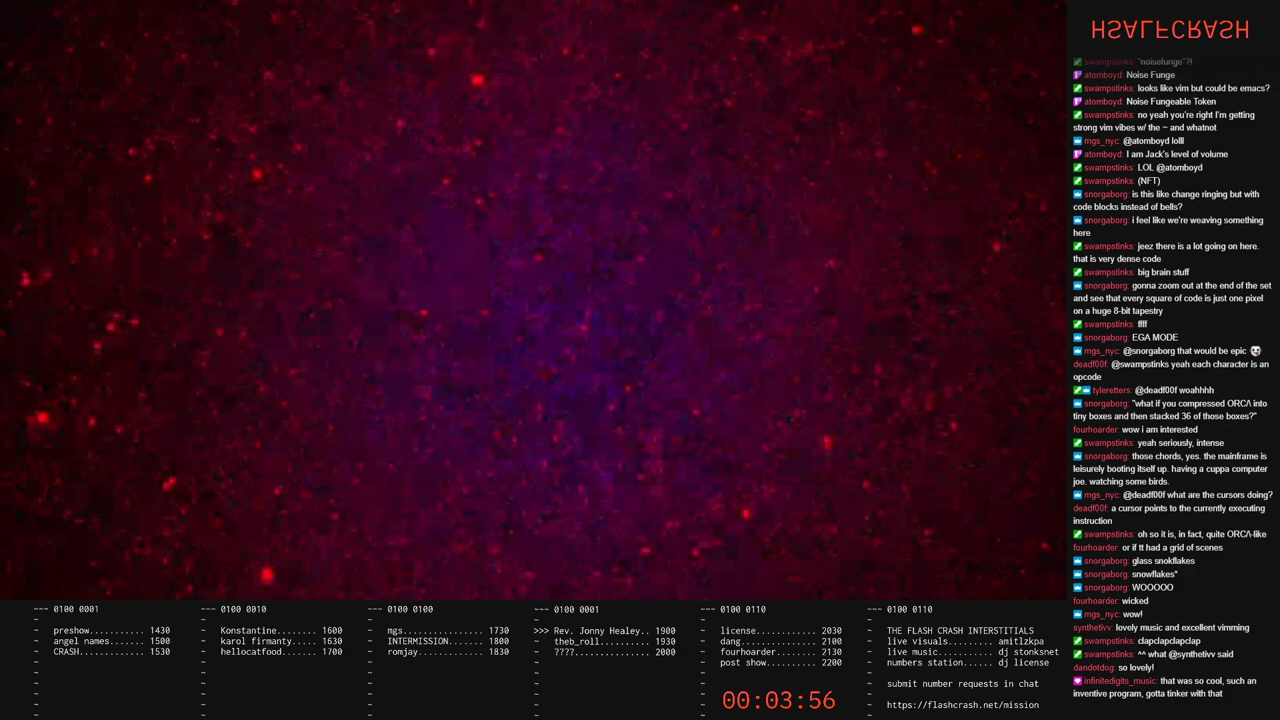 HSALFCRASH
swampstinks: "noisefunge"?!
atomboyd: Noise Funge
swampstinks: looks like vim but could be emacs?
atomboyd: Noise Fungeable Token
swampstinks: no yeah you're right I'm getting
strong vim vibes w/ the ~ and whatnot
mgs_nyc: @atomboyd lolll
atomboyd: I am Jack's level of volume
swampstinks: LOL @atomboyd
swampstinks: (NFT)
snorgaborg: is this like change ringing but with
code blocks instead of bells?
snorgaborg: i feel like we're weaving something
here
swampstinks: jeez there is a lot going on here.
that is very dense code
swampstinks: big brain stuff
snorgaborg: gonna zoom out at the end of the set
and see that every square of code is just one pixel
on a huge 8-bit tapestry
swampstinks: ffff
snorgaborg: EGA MODE
mgs_nyc: @snorgaborg that would be epic
deadf00f: @swampstinks yeah each character is an
opcode
tyleretters: @deadf00f woahhhh
snorgaborg: "what if you compressed ORCΛ into
tiny boxes and then stacked 36 of those boxes?"
fourhoarder: wow i am interested
swampstinks: yeah seriously, intense
snorgaborg: those chords, yes. the mainframe is
leisurely booting itself up. having a cuppa computer
joe. watching some birds.
mgs_nyc: @deadf00f what are the cursors doing?
deadf00f: a cursor points to the currently executing
instruction
swampstinks: oh so it is, in fact, quite ORCΛ-like
fourhoarder: or if tt had a grid of scenes
snorgaborg: glass snokflakes
snorgaborg: snowflakes*
snorgaborg: WOOOOO
fourhoarder: wicked
mgs_nyc: wow!
synthetivv: lovely music and excellent vimming
swampstinks: clapclapclapclap
swampstinks: ^^ what @synthetivv said
dandotdog: so lovely!
infinitedigits_music: that was so cool, such an
inventive program, gotta tinker with that
~~~ 0100 0001
~
~ preshow.......... 1430
~ angel names...... 1500
~ CRASH............ 1530
~
~
~
~
~
~~~ 0100 0010
~
~ Konstantine...... 1600
~ karol firmanty... 1630
~ hellocatfood..... 1700
~
~
~
~
~
~~~ 0100 0100
~
~ mgs.............. 1730
~ INTERMISSION..... 1800
~ romjay........... 1830
~
~
~
~
~
~~~ 0100 0001
~
>>> Rev. Jonny Healey.. 1900
~ theb_roll........ 1930
~ ????............. 2000
~
~
~
~
~
~~~ 0100 0110
~
~ license.......... 2030
~ dang............. 2100
~ fourhoarder...... 2130
~ post show........ 2200
~
~
~
~
00:03:56
~~~ 0100 0110
~
~ THE FLASH CRASH INTERSTITIALS
~ live visuals...... amitlzkpa
~ live music........ dj stonksnet
~ numbers station... dj license
~
~ submit number requests in chat
~
~ https://flashcrash.net/mission